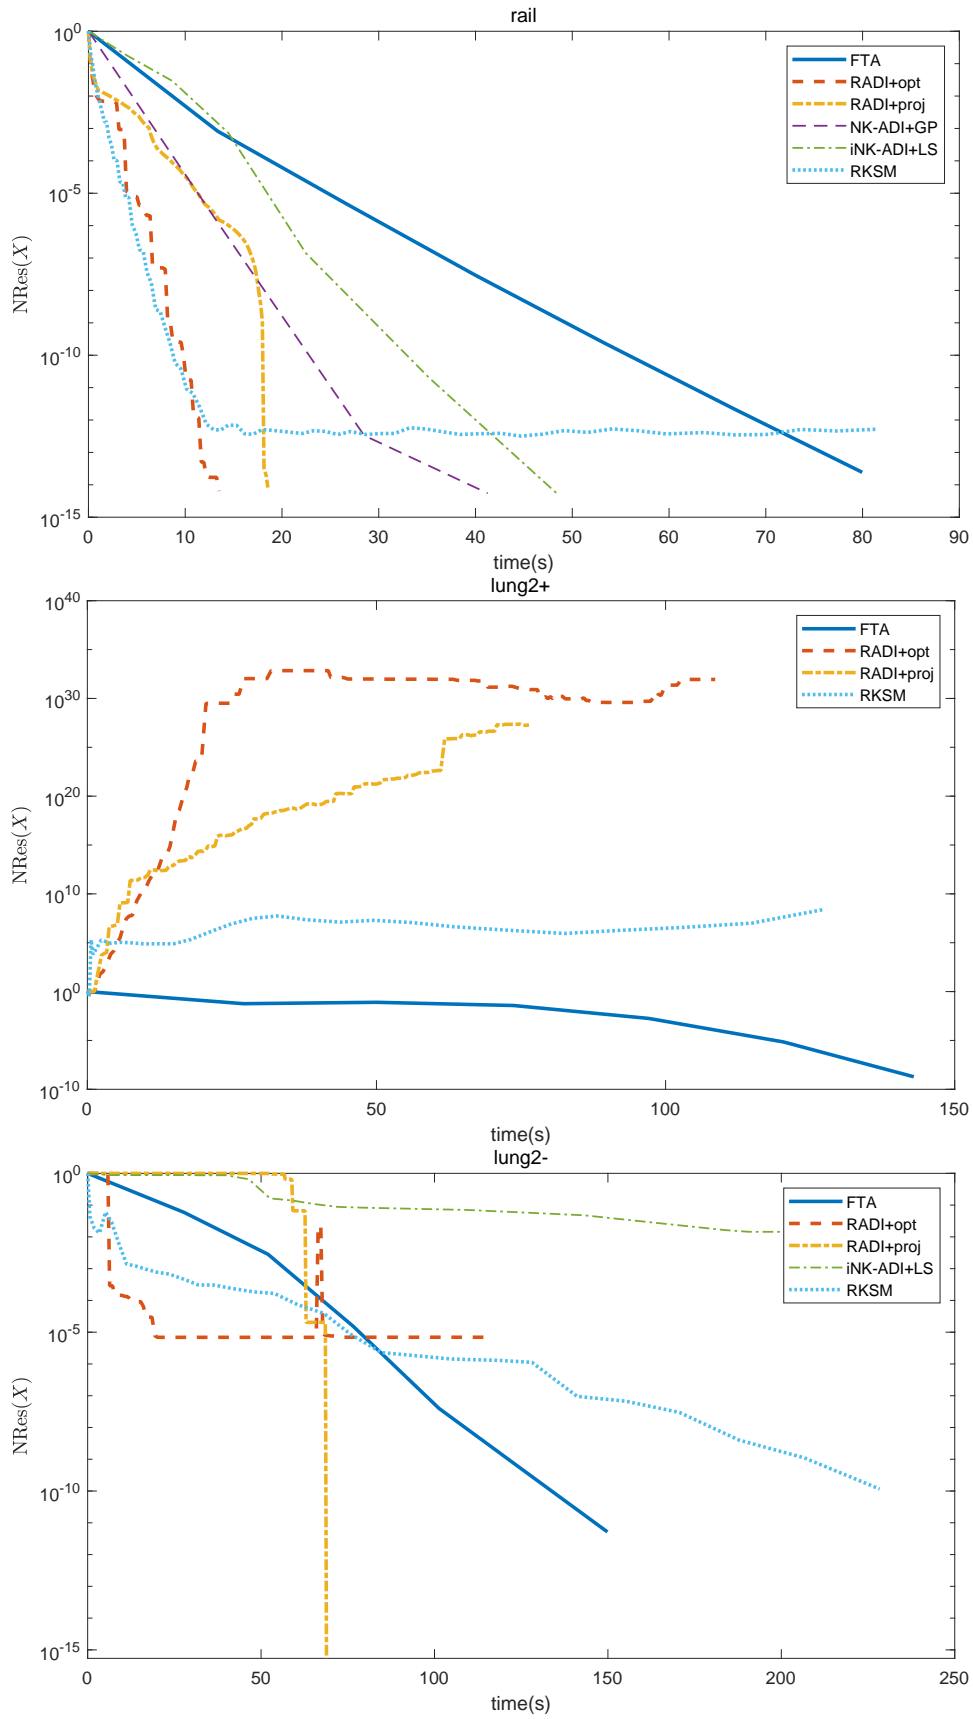 rail
10^0
10^-5
10^-10
10^-15
NRes(X)
0 10 20 30 40 50 60 70 80 90
time(s)
FTA
RADI+opt
RADI+proj
NK-ADI+GP
iNK-ADI+LS
RKSM
lung2+
10^40
10^30
10^20
10^10
10^0
10^-10
NRes(X)
0 50 100 150
time(s)
FTA
RADI+opt
RADI+proj
RKSM
lung2-
10^0
10^-5
10^-10
10^-15
NRes(X)
0 50 100 150 200 250
time(s)
FTA
RADI+opt
RADI+proj
iNK-ADI+LS
RKSM